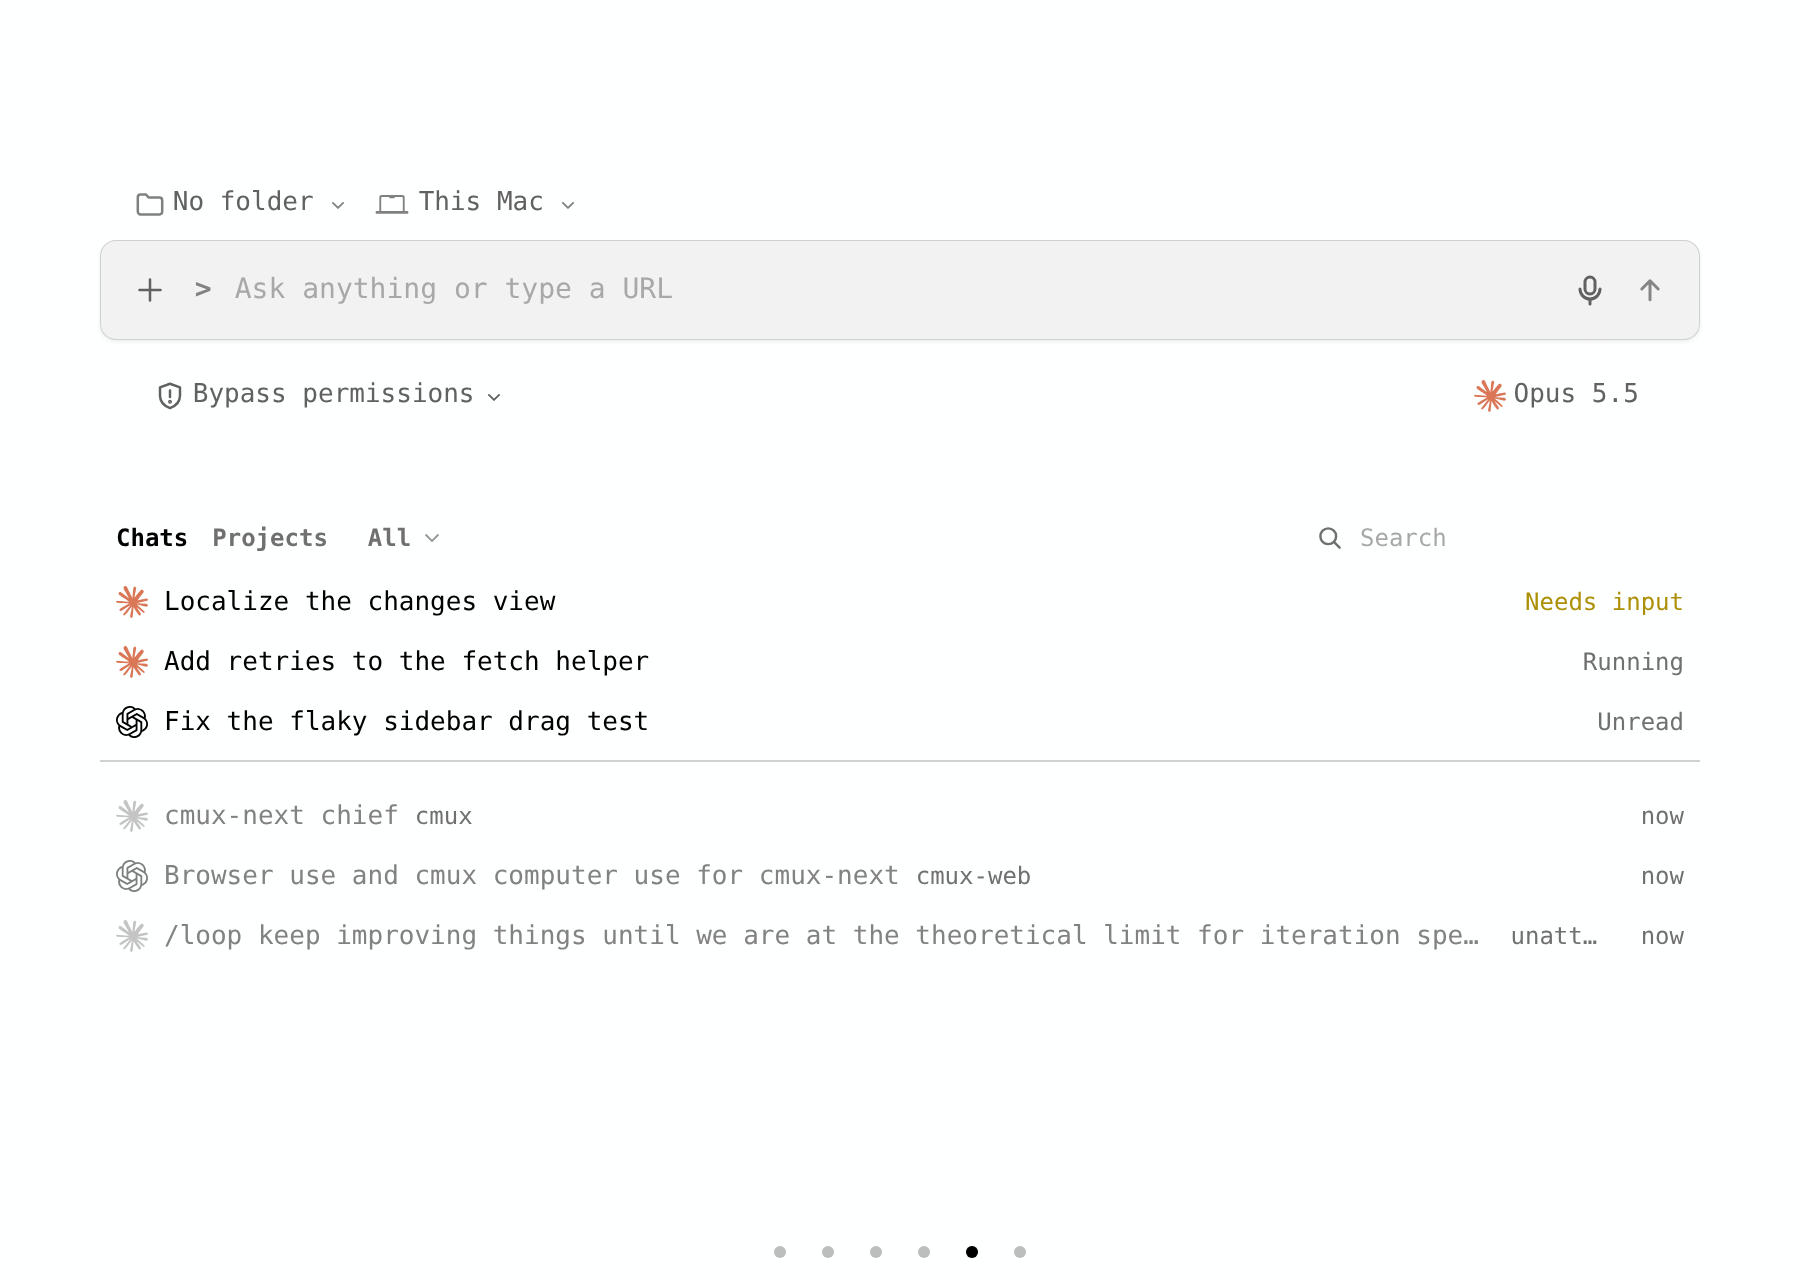 No folder This Mac
> Ask anything or type a URL
Bypass permissions Opus 5.5
Chats Projects All Search
Localize the changes view Needs input
Add retries to the fetch helper Running
Fix the flaky sidebar drag test Unread
cmux-next chief cmux now
Browser use and cmux computer use for cmux-next cmux-web now
/loop keep improving things until we are at the theoretical limit for iteration spe… unatt… now